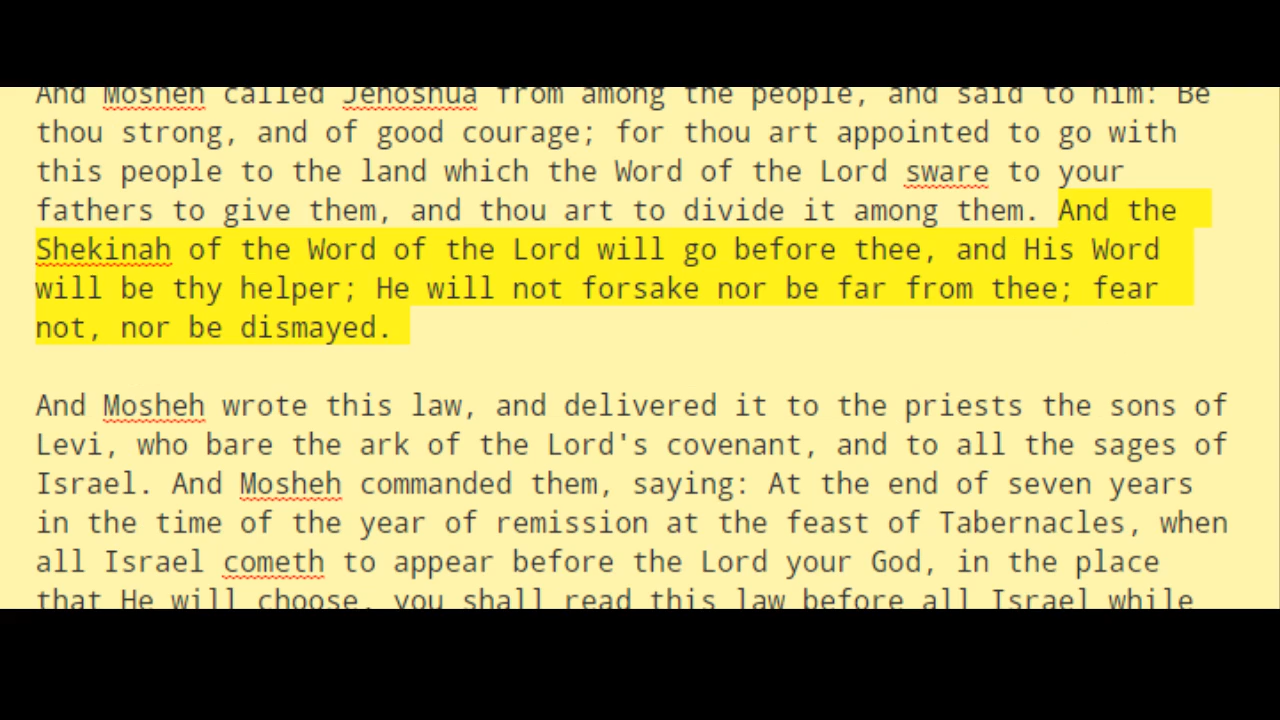 And Mosheh called Jehoshua from among the people, and said to him: Be
thou strong, and of good courage; for thou art appointed to go with
this people to the land which the Word of the Lord sware to your
fathers to give them, and thou art to divide it among them. And the
Shekinah of the Word of the Lord will go before thee, and His Word
will be thy helper; He will not forsake nor be far from thee; fear
not, nor be dismayed.
And Mosheh wrote this law, and delivered it to the priests the sons of
Levi, who bare the ark of the Lord's covenant, and to all the sages of
Israel. And Mosheh commanded them, saying: At the end of seven years
in the time of the year of remission at the feast of Tabernacles, when
all Israel cometh to appear before the Lord your God, in the place
that He will choose, you shall read this law before all Israel while